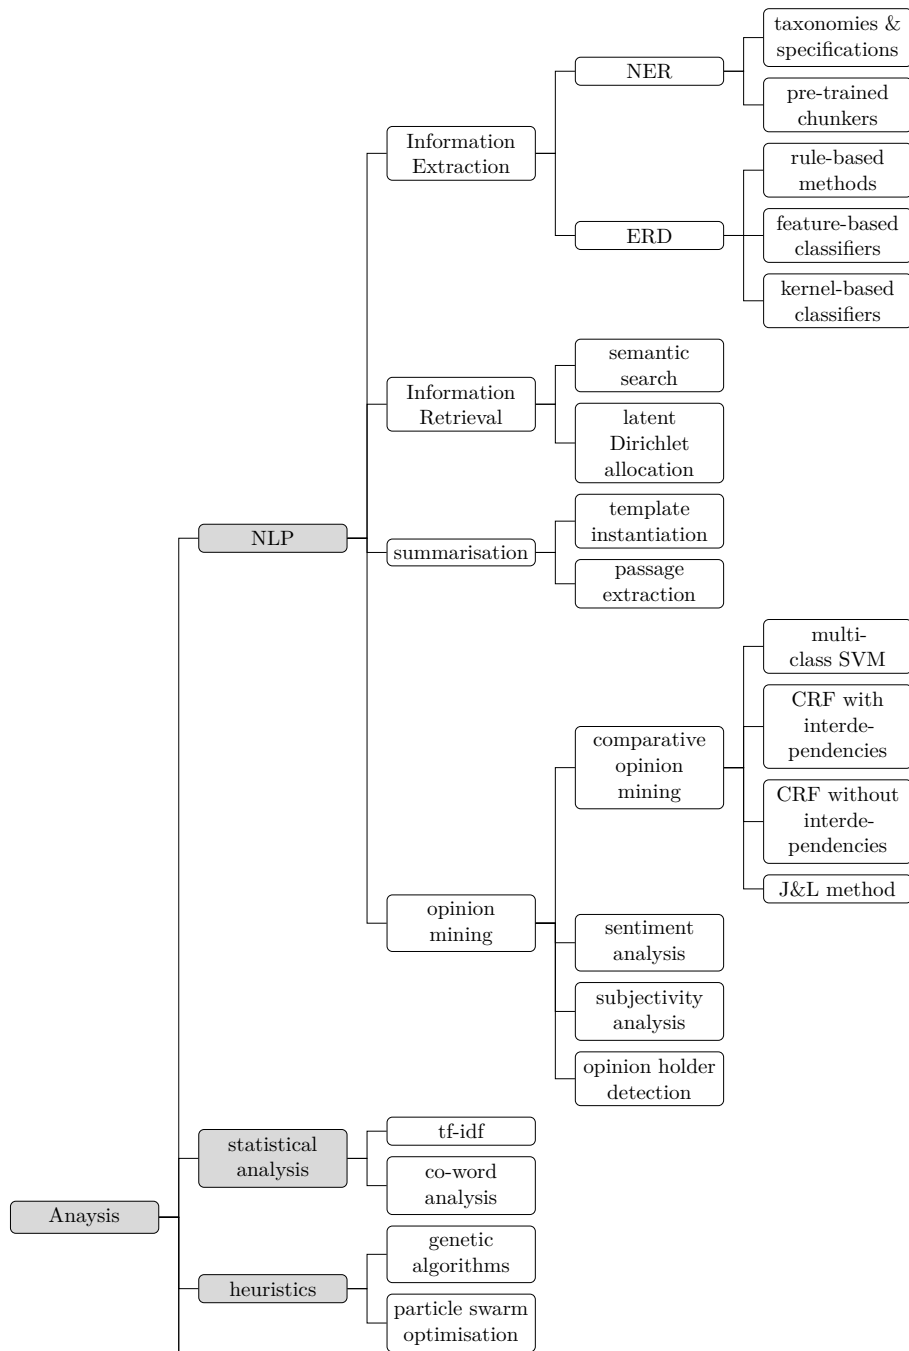 taxonomies &
specifications
NER
pre-trained
chunkers
Information
Extraction
rule-based
methods
ERD
feature-based
classifiers
kernel-based
classifiers
semantic
search
Information
Retrieval
latent
Dirichlet
allocation
NLP
template
instantiation
summarisation
passage
extraction
multi-
class SVM
CRF with
interde-
pendencies
comparative
opinion
mining
CRF without
interde-
pendencies
J&L method
opinion
mining
sentiment
analysis
subjectivity
analysis
opinion holder
detection
statistical
analysis
tf-idf
co-word
analysis
Anaysis
genetic
algorithms
heuristics
particle swarm
optimisation